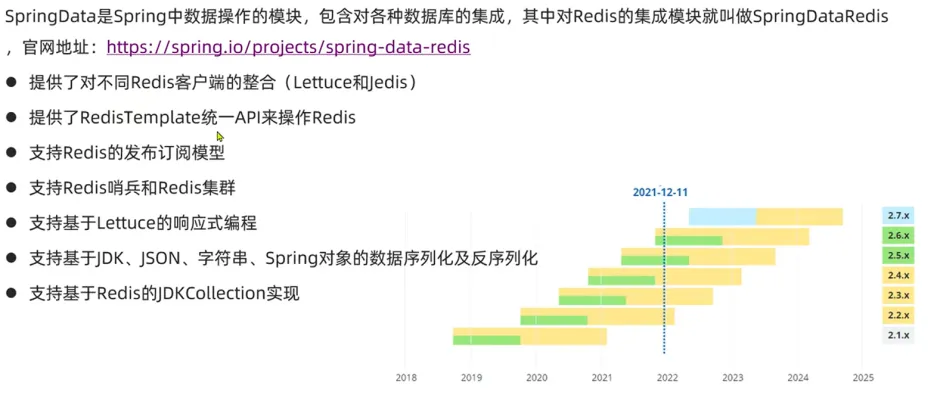 SpringData是Spring中数据操作的模块，包含对各种数据库的集成，其中对Redis的集成模块就叫做SpringDataRedis
，官网地址：https://spring.io/projects/spring-data-redis
● 提供了对不同Redis客户端的整合（Lettuce和Jedis）
● 提供了RedisTemplate统一API来操作Redis
● 支持Redis的发布订阅模型
● 支持Redis哨兵和Redis集群
● 支持基于Lettuce的响应式编程
● 支持基于JDK、JSON、字符串、Spring对象的数据序列化及反序列化
● 支持基于Redis的JDKCollection实现
2021-12-11
2.7.x
2.6.x
2.5.x
2.4.x
2.3.x
2.2.x
2.1.x
2018 2019 2020 2021 2022 2023 2024 2025